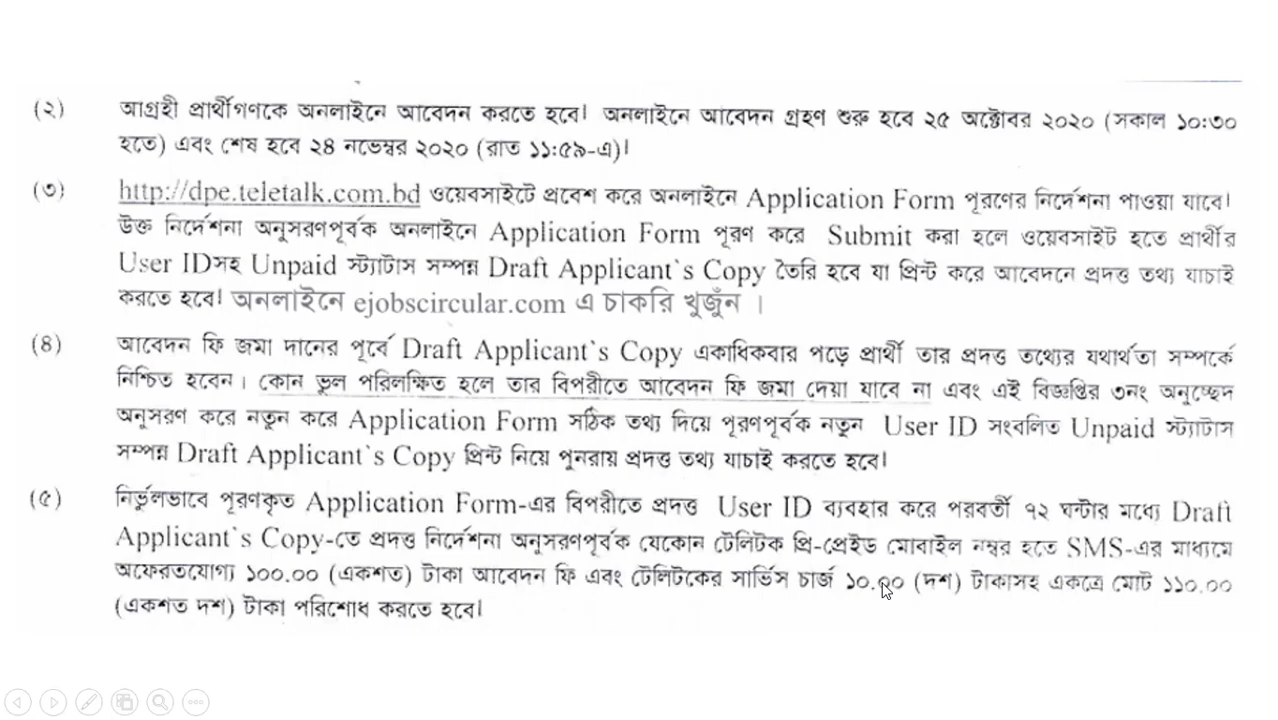 (২) আগ্রহী প্রার্থীগণকে অনলাইনে আবেদন করতে হবে। অনলাইনে আবেদন গ্রহণ শুরু হবে ২৫ অক্টোবর ২০২০ (সকাল ১০:৩০
হতে) এবং শেষ হবে ২৪ নভেম্বর ২০২০ (রাত ১১:৫৯-এ)।
(৩) http://dpe.teletalk.com.bd ওয়েবসাইটে প্রবেশ করে অনলাইনে Application Form পূরণের নির্দেশনা পাওয়া যাবে।
উক্ত নির্দেশনা অনুসরণপূর্বক অনলাইনে Application Form পূরণ করে Submit করা হলে ওয়েবসাইট হতে প্রার্থীর
User IDসহ Unpaid স্ট্যাটাস সম্পন্ন Draft Applicant`s Copy তৈরি হবে যা প্রিন্ট করে আবেদনে প্রদত্ত তথ্য যাচাই
করতে হবে। অনলাইনে ejobscircular.com এ চাকরি খুজুঁন ।
(৪) আবেদন ফি জমা দানের পূর্বে Draft Applicant`s Copy একাধিকবার পড়ে প্রার্থী তার প্রদত্ত তথ্যের যথার্থতা সম্পর্কে
নিশ্চিত হবেন। কোন ভুল পরিলক্ষিত হলে তার বিপরীতে আবেদন ফি জমা দেয়া যাবে না এবং এই বিজ্ঞপ্তির ৩নং অনুচ্ছেদ
অনুসরণ করে নতুন করে Application Form সঠিক তথ্য দিয়ে পূরণপূর্বক নতুন User ID সংবলিত Unpaid স্ট্যাটাস
সম্পন্ন Draft Applicant`s Copy প্রিন্ট নিয়ে পুনরায় প্রদত্ত তথ্য যাচাই করতে হবে।
(৫) নির্ভুলভাবে পূরণকৃত Application Form-এর বিপরীতে প্রদত্ত User ID ব্যবহার করে পরবর্তী ৭২ ঘন্টার মধ্যে Draft
Applicant`s Copy-তে প্রদত্ত নির্দেশনা অনুসরণপূর্বক যেকোন টেলিটক প্রি-প্রেইড মোবাইল নম্বর হতে SMS-এর মাধ্যমে
অফেরতযোগ্য ১০০.০০ (একশত) টাকা আবেদন ফি এবং টেলিটকের সার্ভিস চার্জ ১০.০০ (দশ) টাকাসহ একত্রে মোট ১১০.০০
(একশত দশ) টাকা পরিশোধ করতে হবে।